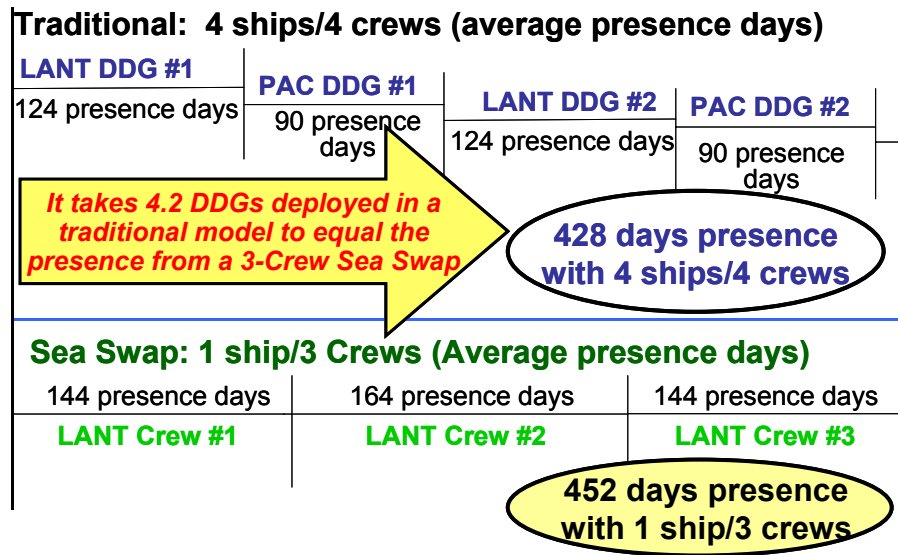 Traditional: 4 ships/4 crews (average presence days)
LANT DDG #1
124 presence days
PAC DDG #1
90 presence
days
LANT DDG #2
124 presence days
PAC DDG #2
90 presence
days
It takes 4.2 DDGs deployed in a
traditional model to equal the
presence from a 3-Crew Sea Swap
428 days presence
with 4 ships/4 crews
Sea Swap: 1 ship/3 Crews (Average presence days)
144 presence days
LANT Crew #1
164 presence days
LANT Crew #2
144 presence days
LANT Crew #3
452 days presence
with 1 ship/3 crews